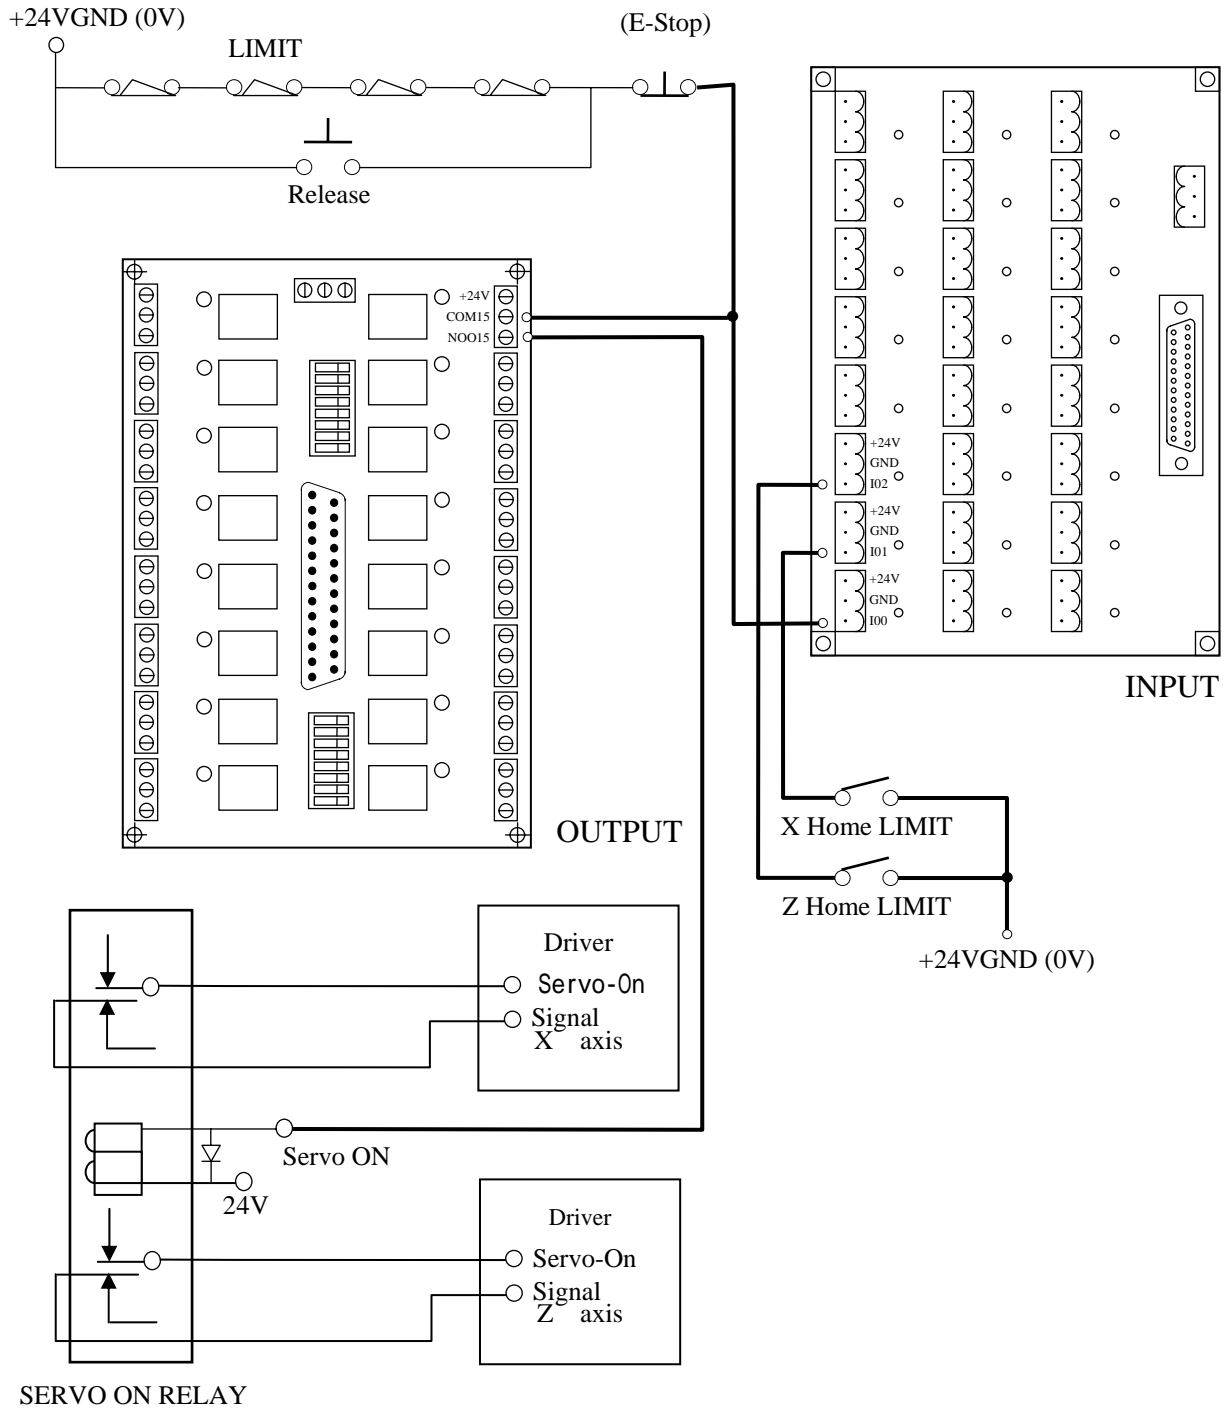 +24VGND (0V)
LIMIT
(E-Stop)
Release
+24V
COM15
NOO15
OUTPUT
+24V
GND
I02
+24V
GND
I01
+24V
GND
I00
INPUT
X Home LIMIT
Z Home LIMIT
+24VGND (0V)
Driver
Servo-On
Signal
X axis
Servo ON
24V
Driver
Servo-On
Signal
Z axis
SERVO ON RELAY